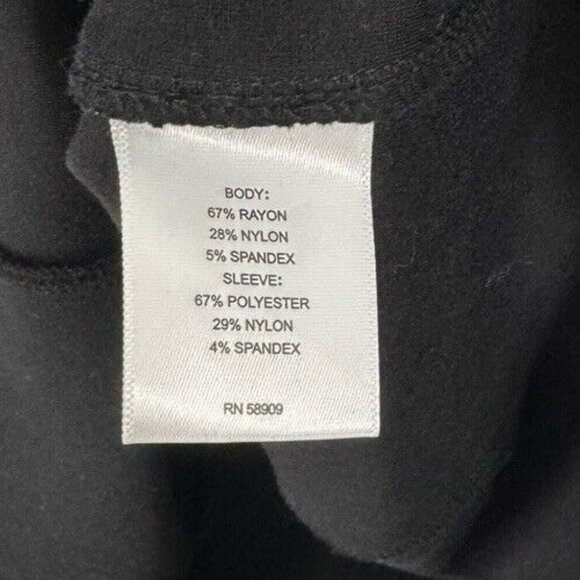 BODY:
67% RAYON
28% NYLON
5% SPANDEX
SLEEVE:
67% POLYESTER
29% NYLON
4% SPANDEX
RN 58909